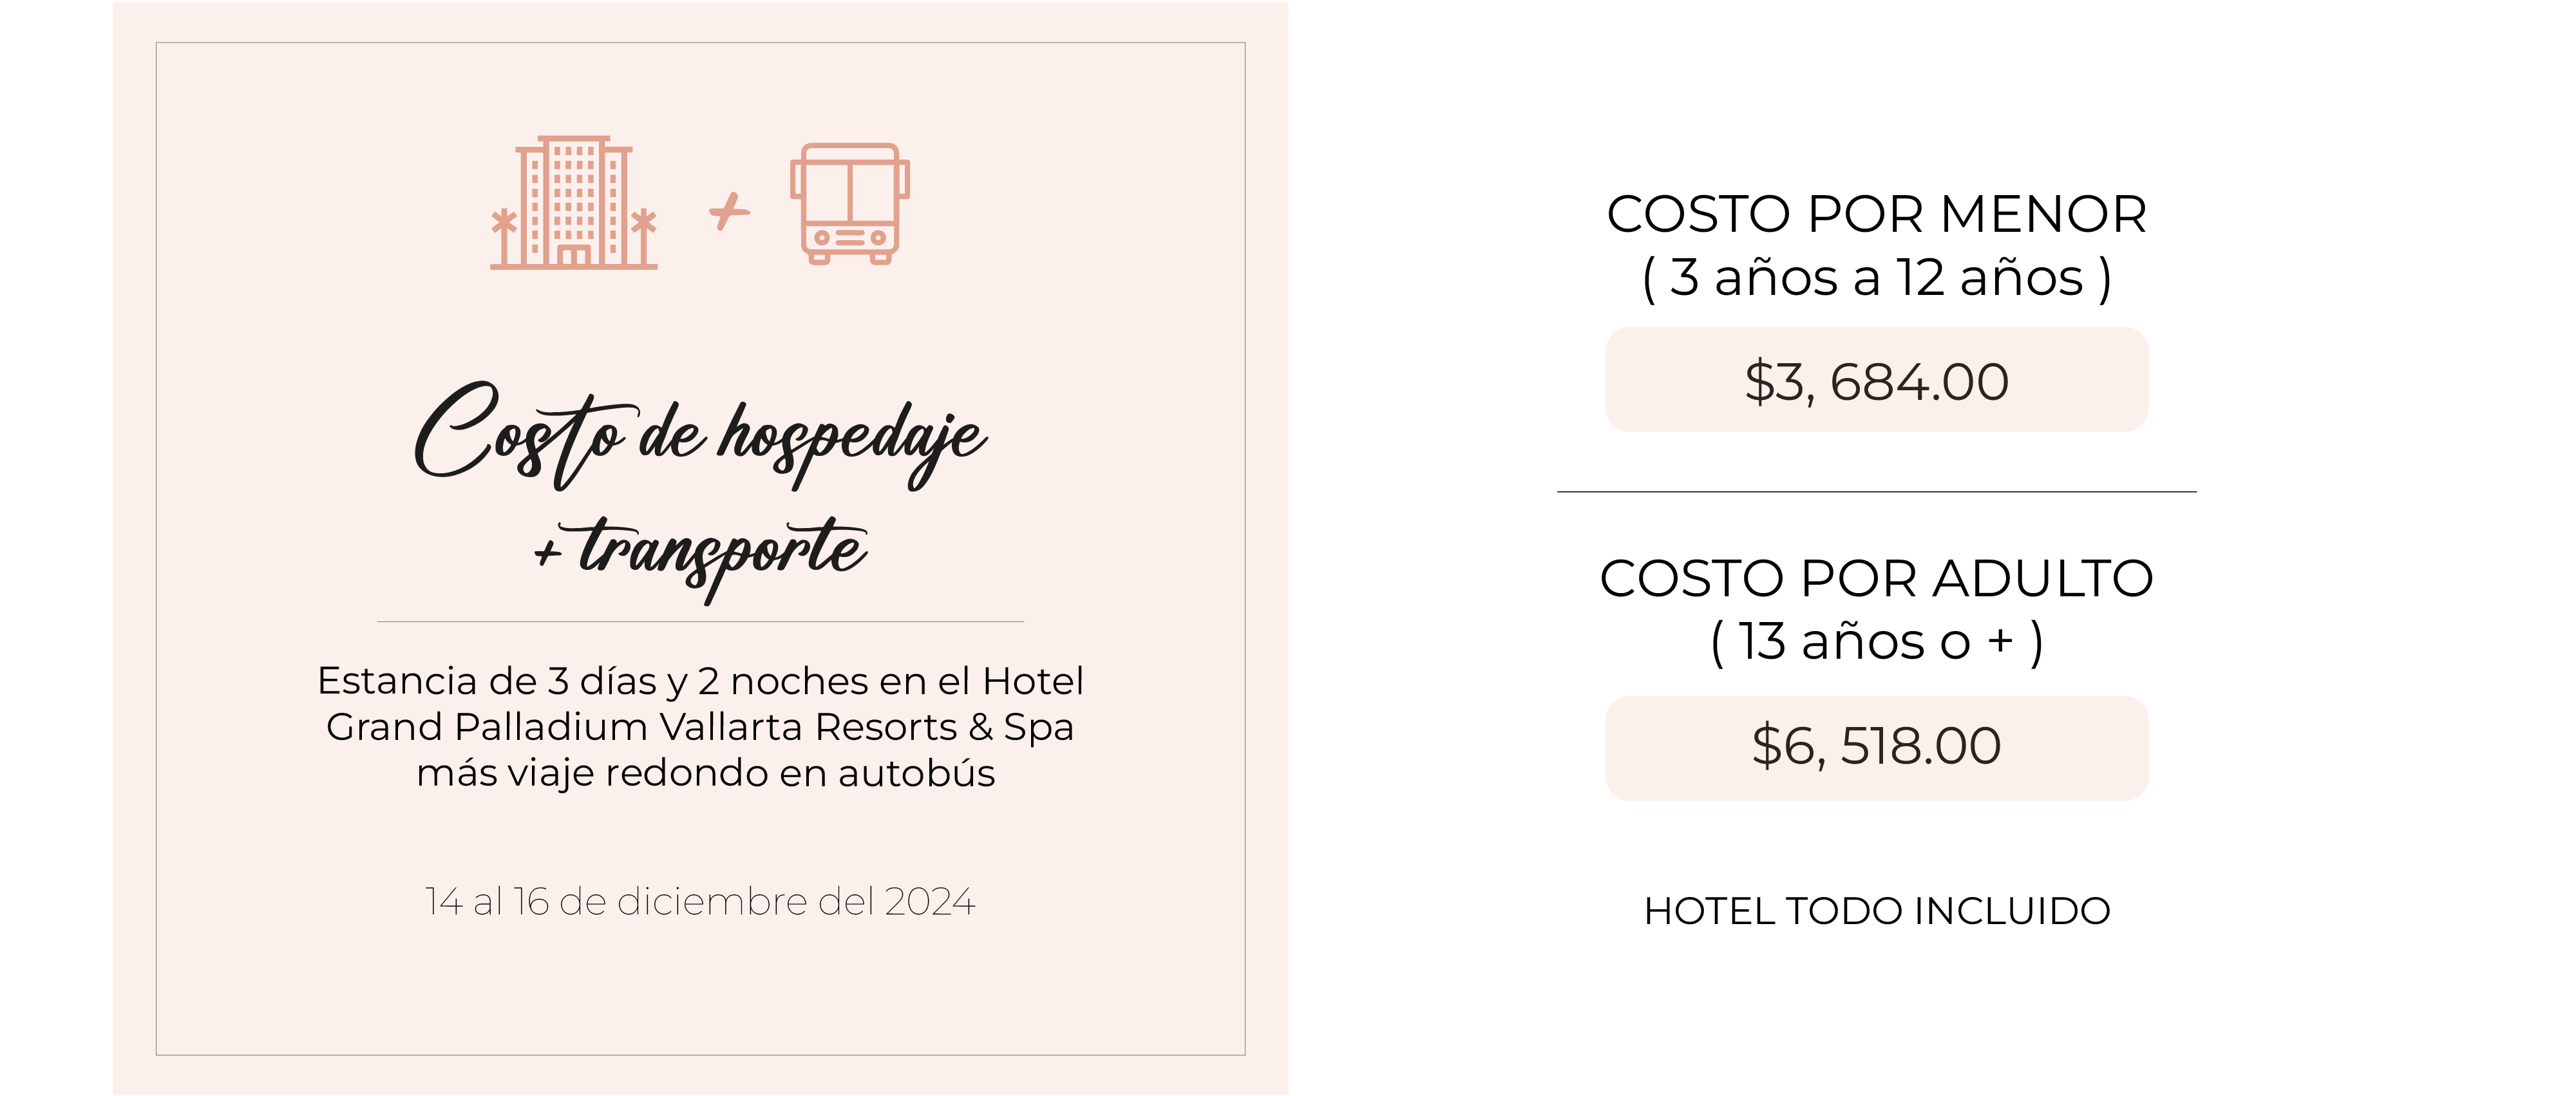 Costo de hospedaje
+ transporte
Estancia de 3 días y 2 noches en el Hotel
Grand Palladium Vallarta Resorts & Spa
más viaje redondo en autobús
14 al 16 de diciembre del 2024
COSTO POR MENOR
( 3 años a 12 años )
$3, 684.00
COSTO POR ADULTO
( 13 años o + )
$6, 518.00
HOTEL TODO INCLUIDO